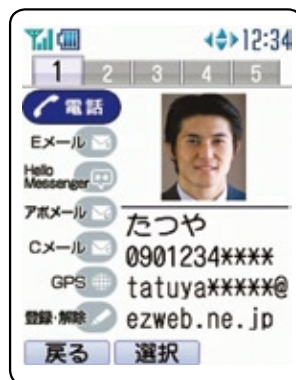 12:34
1 2 3 4 5
電話
Eメール
Hello
Messenger
アポメール
Cメール
GPS
登録・解除
たつや
0901234****
tatuya*****@
ezweb.ne.jp
戻る 選択